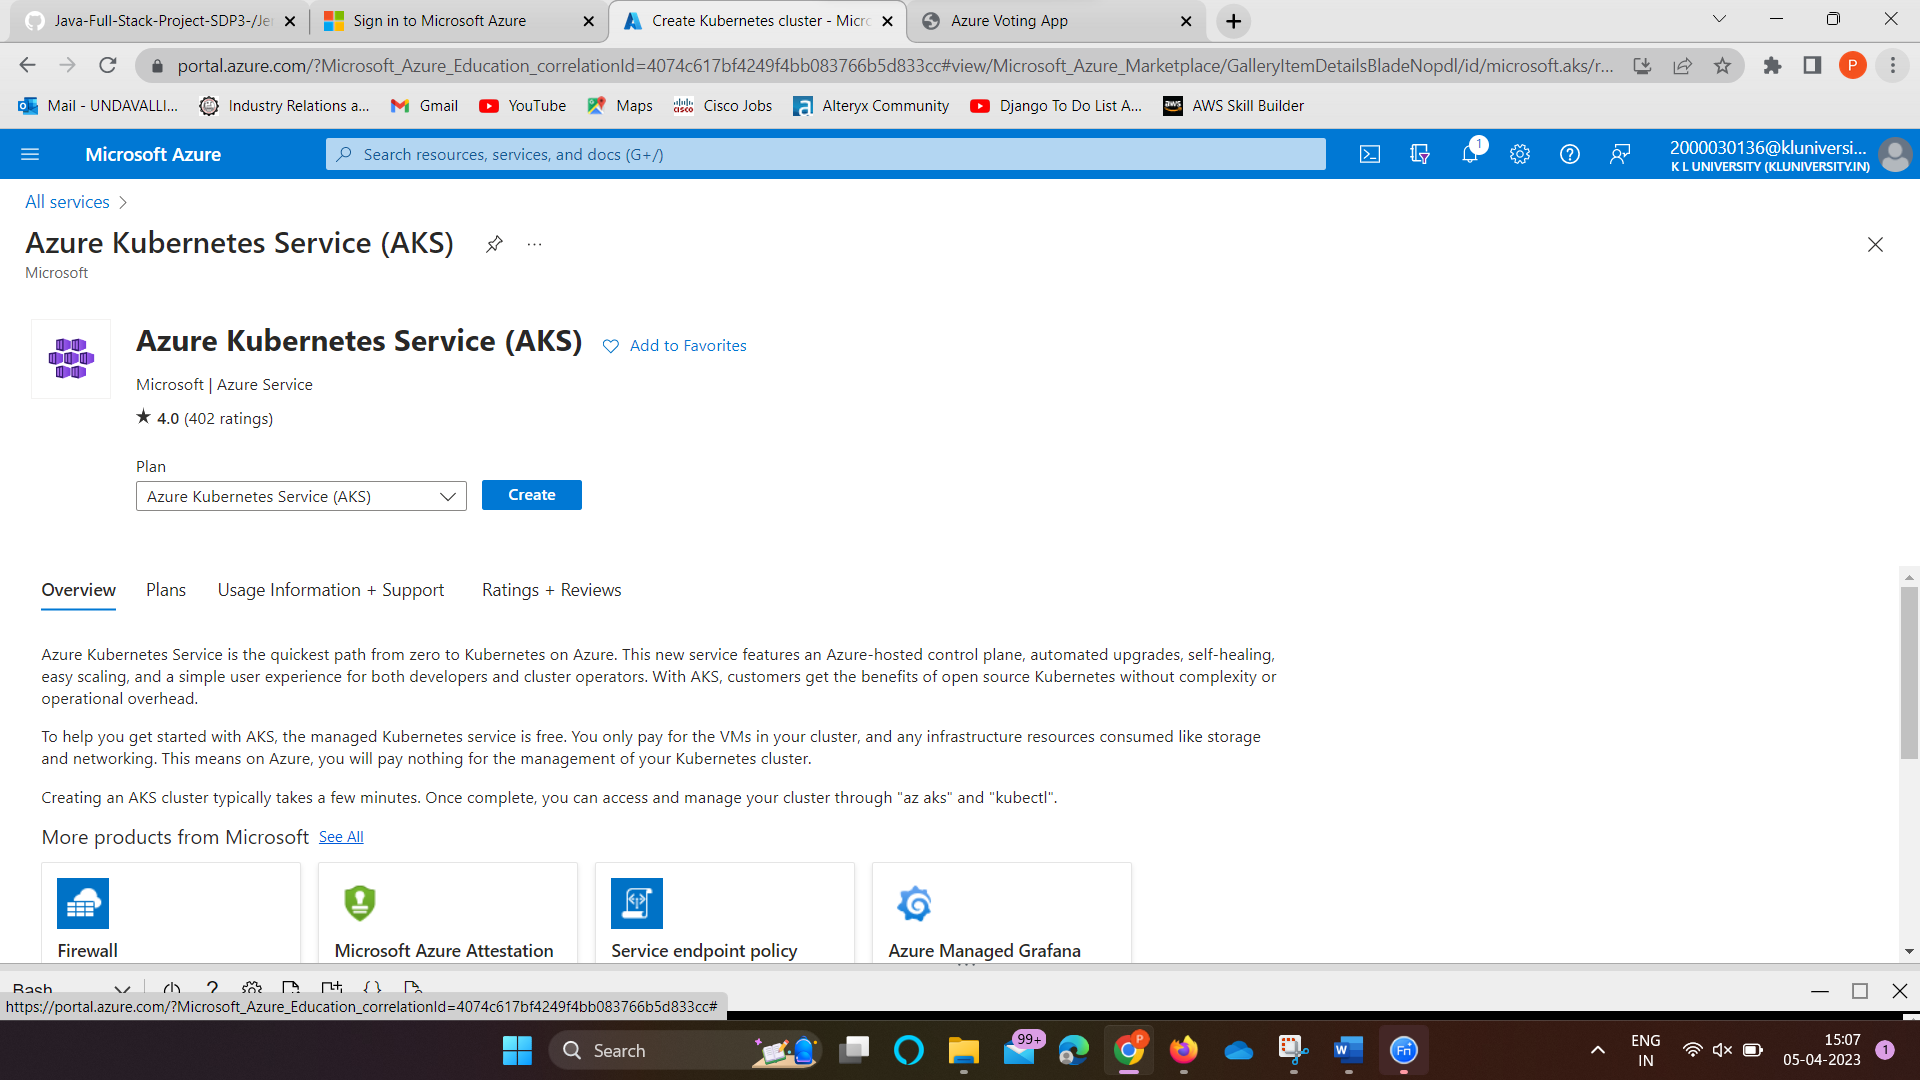 Java-Full-Stack-Project-SDP3-/Jer
Sign in to Microsoft Azure
Create Kubernetes cluster - Micro
Azure Voting App
portal.azure.com/?Microsoft_Azure_Education_correlationId=4074c617bf4249f4bb083766b5d833cc#view/Microsoft_Azure_Marketplace/GalleryItemDetailsBladeNopdl/id/microsoft.aks/r...
P
Mail - UNDAVALLI...
Industry Relations a...
Gmail
YouTube
Maps
Cisco Jobs
Alteryx Community
Django To Do List A...
AWS Skill Builder
Microsoft Azure
Search resources, services, and docs (G+/)
1
2000030136@kluniversi...
K L UNIVERSITY (KLUNIVERSITY.IN)
All services
Azure Kubernetes Service (AKS)
...
Microsoft
Azure Kubernetes Service (AKS)
Add to Favorites
Microsoft | Azure Service
★ 4.0 (402 ratings)
Plan
Azure Kubernetes Service (AKS)
Create
Overview
Plans
Usage Information + Support
Ratings + Reviews
Azure Kubernetes Service is the quickest path from zero to Kubernetes on Azure. This new service features an Azure-hosted control plane, automated upgrades, self-healing,
easy scaling, and a simple user experience for both developers and cluster operators. With AKS, customers get the benefits of open source Kubernetes without complexity or
operational overhead.
To help you get started with AKS, the managed Kubernetes service is free. You only pay for the VMs in your cluster, and any infrastructure resources consumed like storage
and networking. This means on Azure, you will pay nothing for the management of your Kubernetes cluster.
Creating an AKS cluster typically takes a few minutes. Once complete, you can access and manage your cluster through "az aks" and "kubectl".
More products from Microsoft
See All
Firewall
Microsoft Azure Attestation
Service endpoint policy
Azure Managed Grafana
Bash
https://portal.azure.com/?Microsoft_Azure_Education_correlationId=4074c617bf4249f4bb083766b5d833cc#
Search
99+
P
W
Fn
ENG
IN
15:07
05-04-2023
1